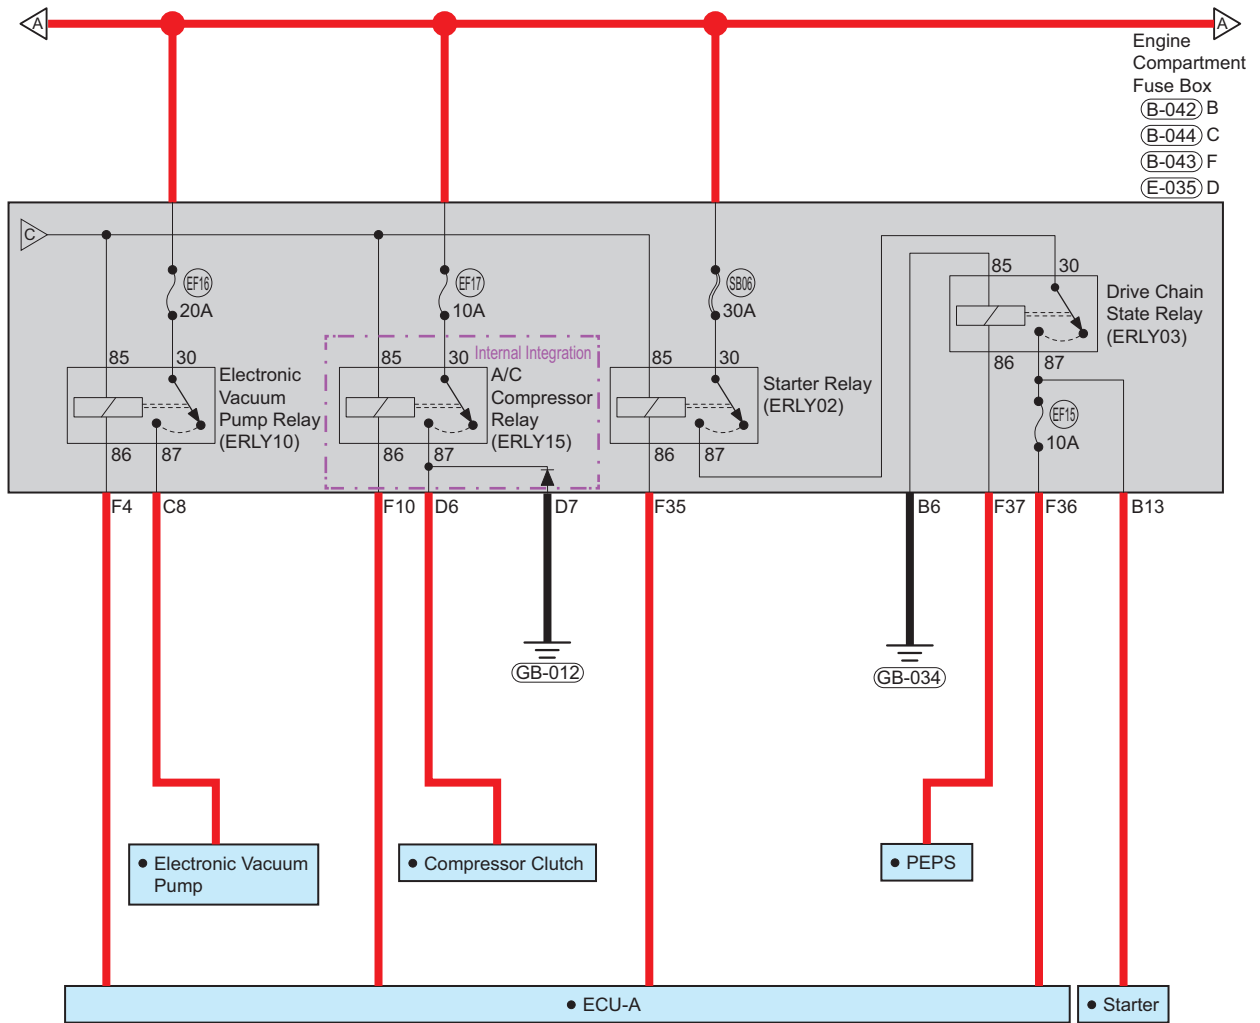 A
A
Engine
Compartment
Fuse Box
B-042 B
B-044 C
B-043 F
E-035 D
C
EF16
20A
EF17
10A
SB06
30A
85 30
Drive Chain
State Relay
(ERLY03)
86 87
EF15
10A
Internal Integration
85 30
Electronic
Vacuum
Pump Relay
(ERLY10)
86 87
85 30
A/C
Compressor
Relay
(ERLY15)
86 87
85 30
Starter Relay
(ERLY02)
86 87
F4 C8 F10 D6 D7 F35 B6 F37 F36 B13
GB-012
GB-034
• Electronic Vacuum
Pump
• Compressor Clutch
• PEPS
• ECU-A
• Starter